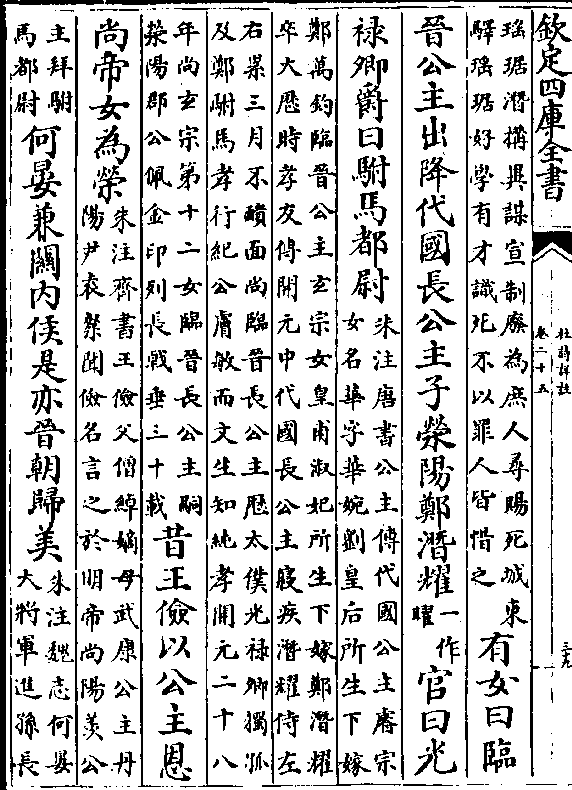 欽定四庫全書
杜詩詳註
卷二十五
瑶琚潛搆異謀宣制廢為庶人尋賜死城東
驛瑶琚好學有才識死不以罪人皆惜之
有女曰臨
晉公主出降代國長公主子滎陽鄭潛耀
一作
曜
官曰光
祿卿爵曰駙馬都尉
朱注唐書公主傳代國公主睿宗
女名華字華婉劉皇后所生下嫁
鄭萬鈞臨晉公主玄宗女皇甫淑妃所生下嫁鄭潛耀
卒大歷時孝友傳開元中代國長公主寢疾潛耀侍左
右累三月不靧面尚臨晉長公主歷太僕光祿卿獨孤
及鄭駙馬孝行紀公膚敏而文生知純孝開元二十八
年尚玄宗第十二女臨晉長公主嗣
滎陽郡公佩金印列長戟垂三十載
昔王儉以公主恩
尚帝女為榮
朱注齊書王儉父僧綽嫡母武康公主丹
陽尹袁粲聞儉名言之於明帝尚陽羡公
主拜駙
馬都尉
何晏兼關内侯是亦晉朝歸美
朱注魏志何晏
大將軍進孫長